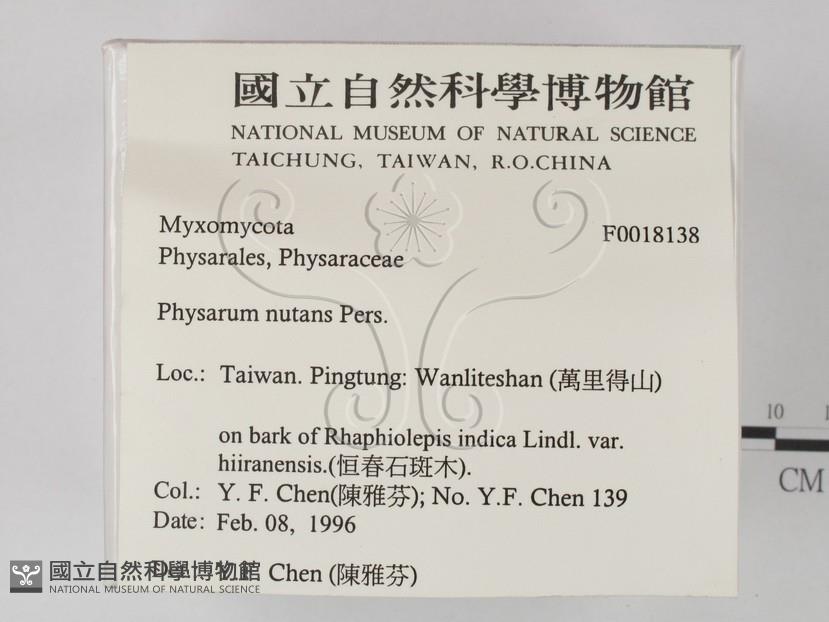 國立自然科學博物館
NATIONAL MUSEUM OF NATURAL SCIENCE
TAICHUNG, TAIWAN, R.O.CHINA
Myxomycota F0018138
Physarales, Physaraceae
Physarum nutans Pers.
Loc.: Taiwan. Pingtung: Wanliteshan (萬里得山)
on bark of Rhaphiolepis indica Lindl. var.
hiiranensis.(恒春石斑木).
Col.: Y. F. Chen(陳雅芬); No. Y.F. Chen 139
Date: Feb. 08, 1996
Chen (陳雅芬)
國立自然科學博物館
NATIONAL MUSEUM OF NATURAL SCIENCE
10
CM